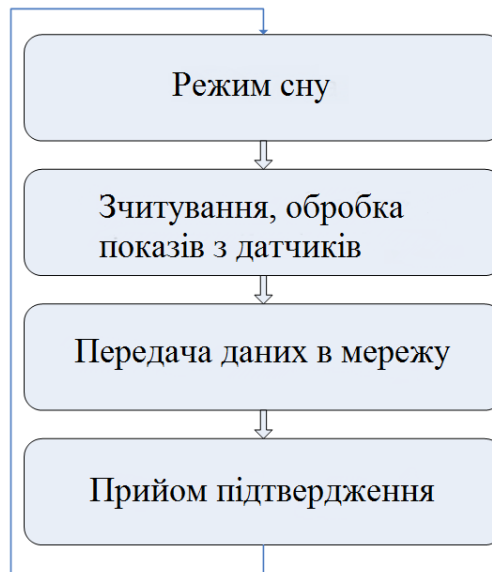 Режим сну
Зчитування, обробка
показів з датчиків
Передача даних в мережу
Прийом підтвердження